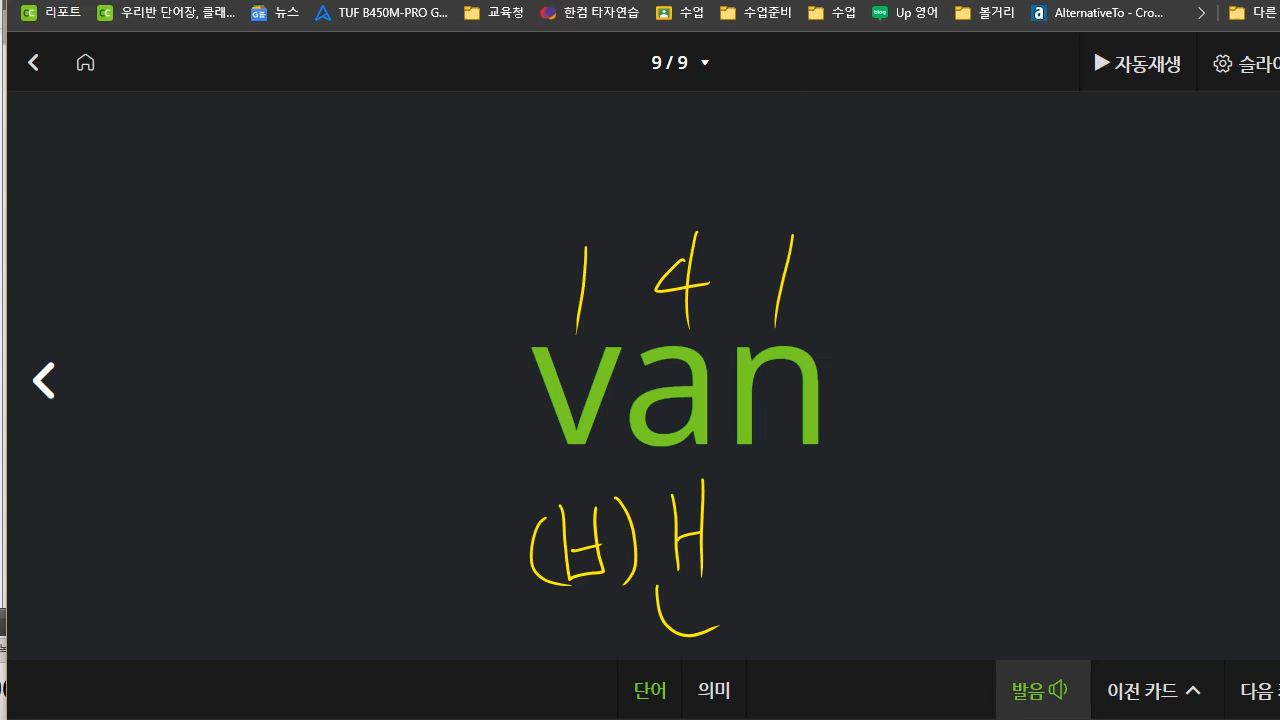 리포트 우리반 단어장, 클래... 뉴스 TUF B450M-PRO G... 교육청 한컴 타자연습 수업 수업준비 수업 Up 영어 볼거리 AlternativeTo - Cro... 다른
9 / 9 자동재생 슬라이
1 4 1
van
(ㅂ) ㅐ
ㄴ
단어 의미 발음 이전 카드 다음